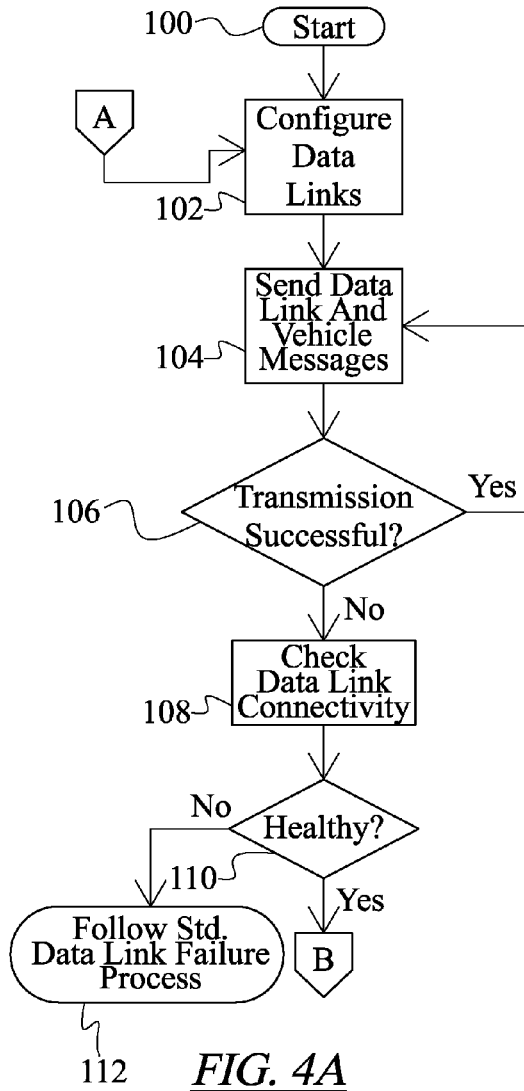 100
Start
A
Configure
Data
Links
102
Send Data
Link And
Vehicle
Messages
104
Transmission
Successful?
106
Yes
No
Check
Data Link
Connectivity
108
No
Healthy?
110
Yes
Follow Std.
Data Link Failure
Process
B
112
FIG. 4A